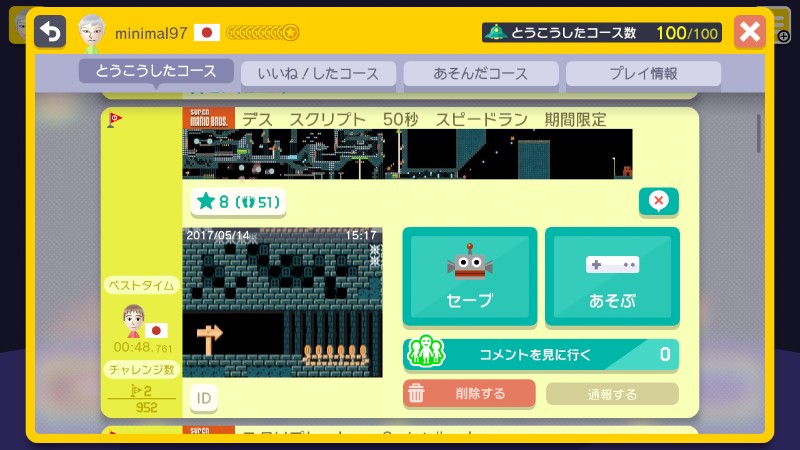 minimal97
とうこうしたコース数 100/100
とうこうしたコース
いいね！したコース
あそんだコース
プレイ情報
SUPER
MARIO BROS.
デス スクリプト 50秒 スピードラン 期間限定
8 (51)
2017/05/14 15:17
ベストタイム
00:48.761
チャレンジ数
2
952
セーブ
あそぶ
コメントを見に行く 0
ID
削除する
通報する
SUPER